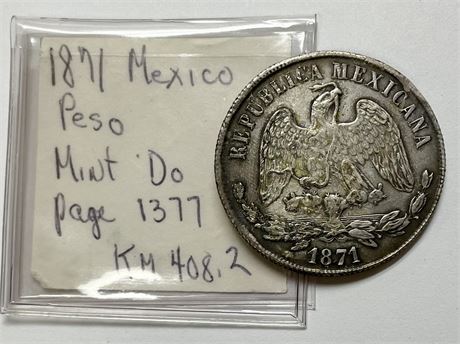 1871 Mexico
Peso
Mint Do
page 1377
KM 408.2
REPUBLICA MEXICANA
1871